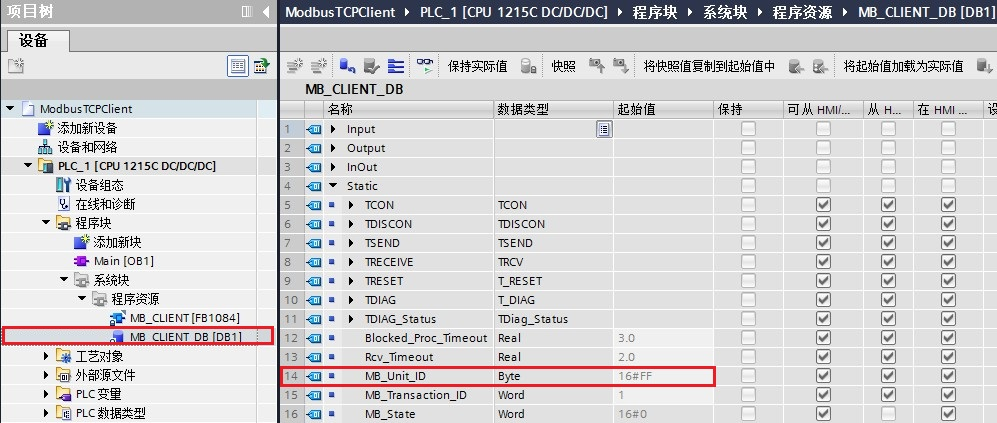 项目树
设备
ModbusTCPClient
添加新设备
设备和网络
PLC_1 [CPU 1215C DC/DC/DC]
设备组态
在线和诊断
程序块
添加新块
Main [OB1]
系统块
程序资源
MB_CLIENT [FB1084]
MB_CLIENT_DB [DB1]
工艺对象
外部源文件
PLC 变量
PLC 数据类型
ModbusTCPClient PLC_1 [CPU 1215C DC/DC/DC] 程序块 系统块 程序资源 MB_CLIENT_DB [DB1]
保持实际值 快照 将快照值复制到起始值中 将起始值加载为实际值
MB_CLIENT_DB
名称 数据类型 起始值 保持 可从 HMI/... 从 H... 在 HMI ...
1 Input
2 Output
3 InOut
4 Static
5 TCON TCON
6 TDISCON TDISCON
7 TSEND TSEND
8 TRECEIVE TRCV
9 TRESET T_RESET
10 TDIAG T_DIAG
11 TDIAG_Status TDiag_Status
12 Blocked_Proc_Timeout Real 3.0
13 Rcv_Timeout Real 2.0
14 MB_Unit_ID Byte 16#FF
15 MB_Transaction_ID Word 1
16 MB_State Word 16#0